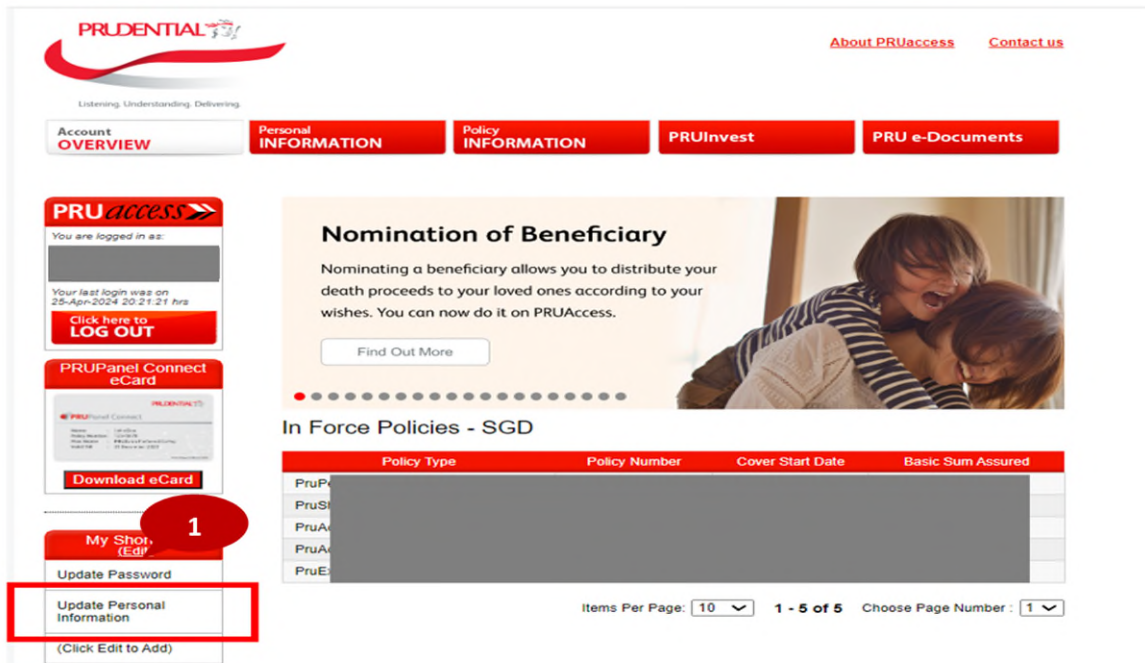 PRUDENTIAL
Listening. Understanding. Delivering.
About PRUaccess
Contact us
Account
OVERVIEW
Personal
INFORMATION
Policy
INFORMATION
PRUInvest
PRU e-Documents
PRUaccess
You are logged in as:
Your last login was on
25-Apr-2024 20:21:21 hrs
Click here to
LOG OUT
PRUPanel Connect
eCard
PRUDENTIAL
PRUPanel Connect
Download eCard
1
My Shor
(Edit
Update Password
Update Personal
Information
(Click Edit to Add)
Nomination of Beneficiary
Nominating a beneficiary allows you to distribute your
death proceeds to your loved ones according to your
wishes. You can now do it on PRUAccess.
Find Out More
In Force Policies - SGD
Policy Type Policy Number Cover Start Date Basic Sum Assured
PruP
PruS
PruA
PruA
PruE
Items Per Page: 10 1 - 5 of 5 Choose Page Number : 1